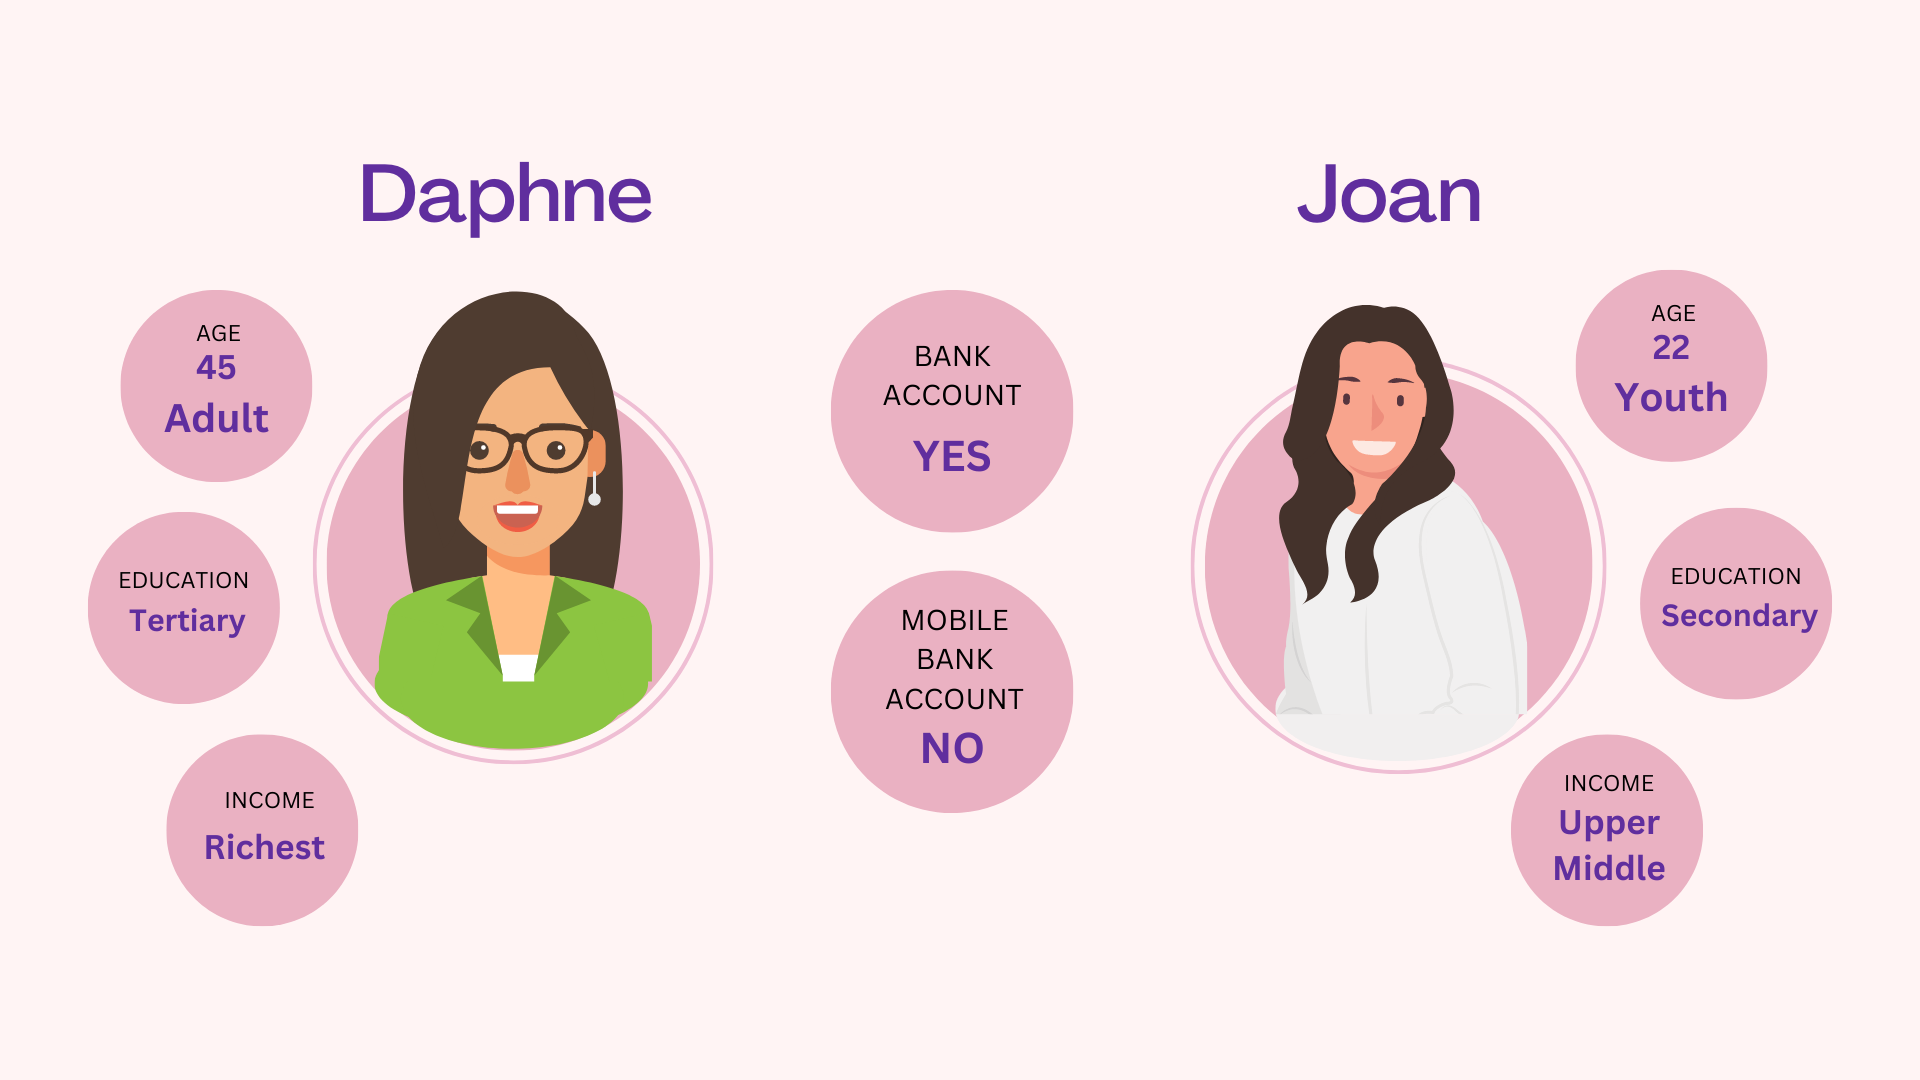 Daphne
AGE
45
Adult
EDUCATION
Tertiary
INCOME
Richest
BANK
ACCOUNT
YES
MOBILE
BANK
ACCOUNT
NO
Joan
AGE
22
Youth
EDUCATION
Secondary
INCOME
Upper
Middle